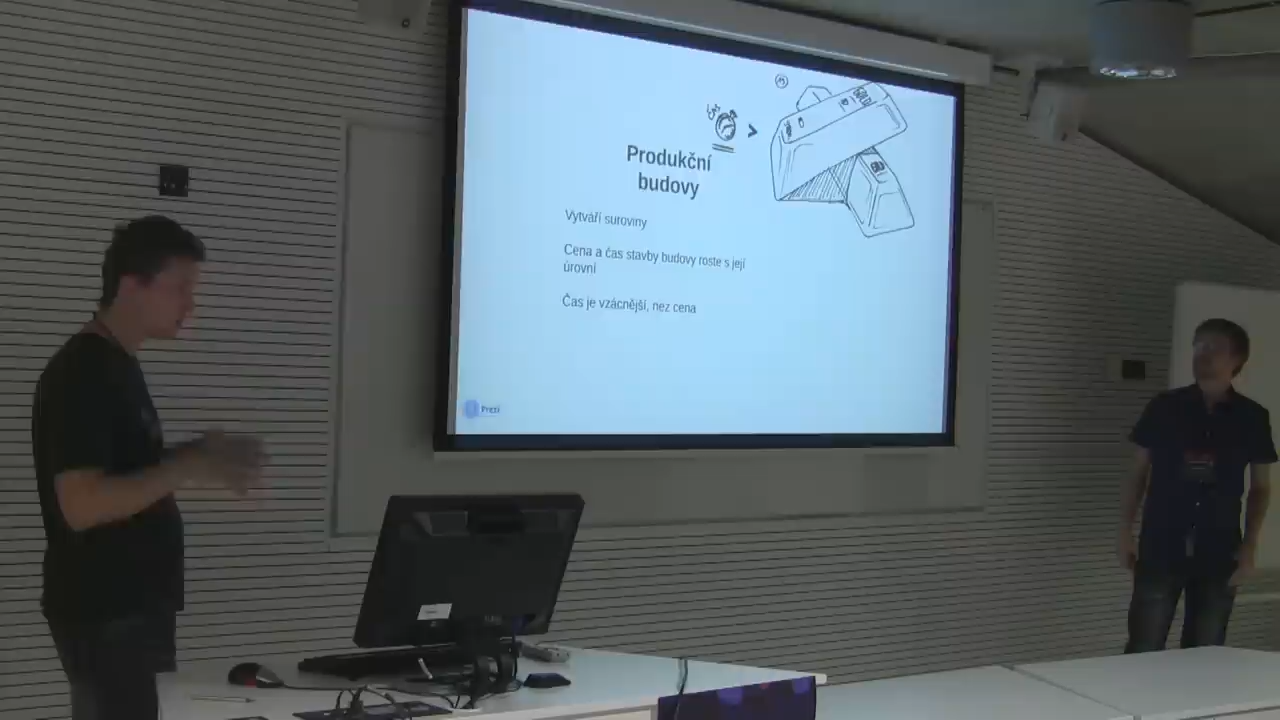 Produkční
budovy
Vytváří suroviny
Cena a čas stavby budovy roste s její
úrovní
Čas je vzácnější, nez cena
Prezi